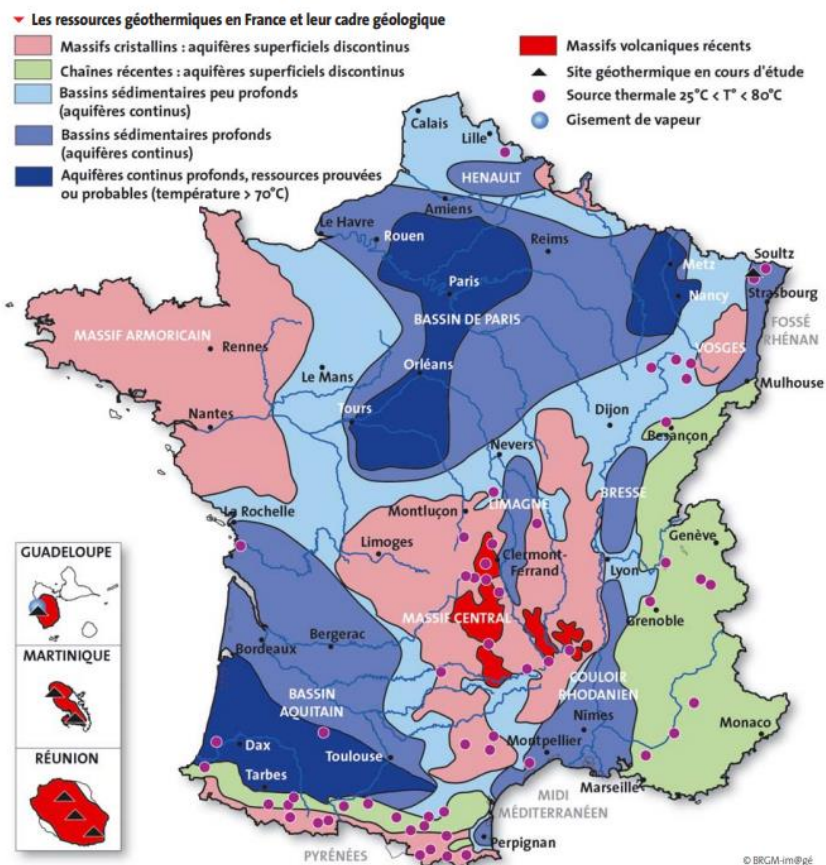 Les ressources géothermiques en France et leur cadre géologique
Massifs cristallins : aquifères superficiels discontinus
Chaînes récentes : aquifères superficiels discontinus
Bassins sédimentaires peu profonds
(aquifères continus)
Bassins sédimentaires profonds
(aquifères continus)
Aquifères continus profonds, ressources prouvées
ou probables (température > 70°C)
Massifs volcaniques récents
Site géothermique en cours d'étude
Source thermale 25°C < T° < 80°C
Gisement de vapeur
Calais
Lille
HENAULT
Amiens
Le Havre
Rouen
Reims
Metz
Soultz
Paris
Nancy
Strasbourg
BASSIN DE PARIS
FOSSÉ
RHÉNAN
MASSIF ARMORICAIN
Rennes
VOSGES
Orléans
Le Mans
Mulhouse
Tours
Dijon
Nantes
Besançon
Nevers
BRESSE
LIMAGNE
La Rochelle
Montluçon
Genève
Limoges
Clermont-
Ferrand
Lyon
GUADELOUPE
MASSIF CENTRAL
Grenoble
Bergerac
Bordeaux
MARTINIQUE
COULOIR
RHODANIEN
BASSIN
AQUITAIN
Nîmes
Monaco
Dax
Toulouse
Montpellier
RÉUNION
Tarbes
Marseille
MIDI
MÉDITERRANÉEN
Perpignan
PYRÉNÉES
© BRGM-im@gé